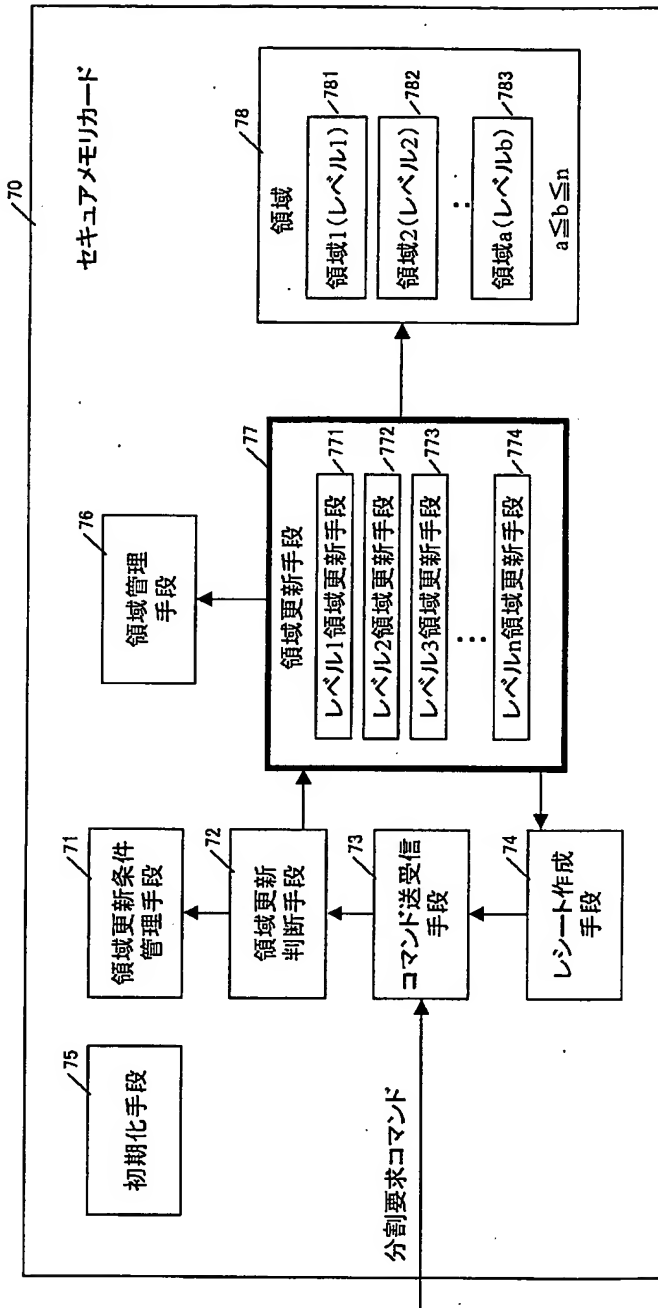 70
セキュアメモリカード
75
初期化手段
71
領域更新条件
管理手段
72
領域更新
判断手段
73
コマンド送受信
手段
74
レシート作成
手段
分割要求コマンド
76
領域管理
手段
77
領域更新手段
レベル1領域更新手段
771
レベル2領域更新手段
772
レベル3領域更新手段
773
⋮
レベルn領域更新手段
774
78
領域
領域1(レベル1)
781
領域2(レベル2)
782
⋮
領域a(レベルb)
783
a≦b≦n